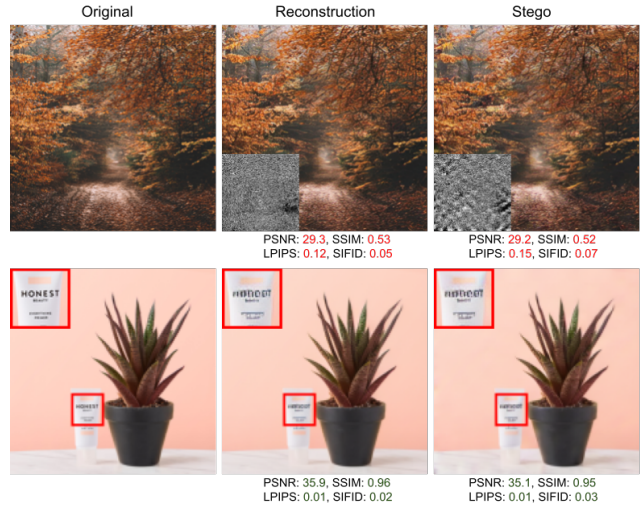 Original Reconstruction Stego
PSNR: 29.3, SSIM: 0.53
LPIPS: 0.12, SIFID: 0.05
PSNR: 29.2, SSIM: 0.52
LPIPS: 0.15, SIFID: 0.07
HONEST
BEAUTY
HONEST
PSNR: 35.9, SSIM: 0.96
LPIPS: 0.01, SIFID: 0.02
PSNR: 35.1, SSIM: 0.95
LPIPS: 0.01, SIFID: 0.03